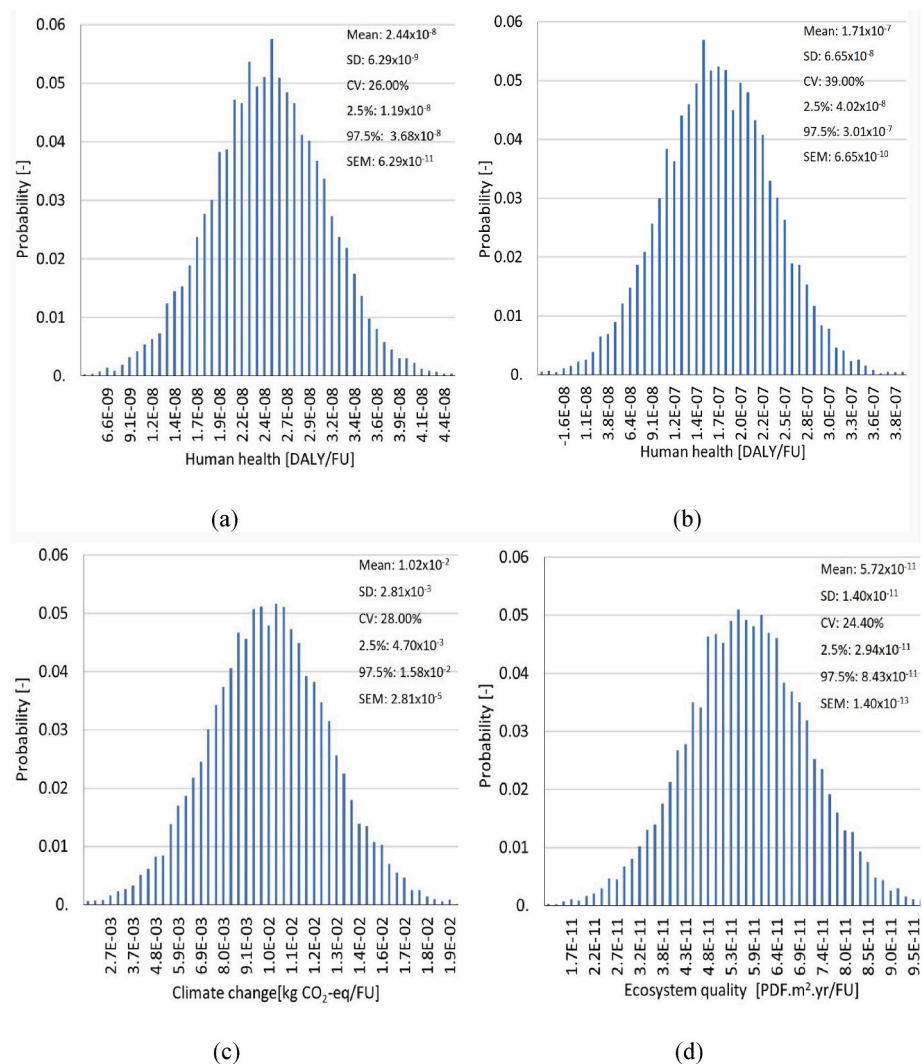 0.06
0.05
0.04
0.03
0.02
0.01
0.
Probability [-]
Mean: 2.44x10⁻⁸
SD: 6.29x10⁻⁹
CV: 26.00%
2.5%: 1.19x10⁻⁸
97.5%: 3.68x10⁻⁸
SEM: 6.29x10⁻¹¹
6.6E-09
9.1E-09
1.2E-08
1.4E-08
1.7E-08
1.9E-08
2.2E-08
2.4E-08
2.7E-08
2.9E-08
3.1E-08
3.4E-08
3.6E-08
3.9E-08
4.1E-08
4.4E-08
Human health [DALY/FU]
(a)
0.06
0.05
0.04
0.03
0.02
0.01
0.
Probability [-]
Mean: 1.71x10⁻⁷
SD: 6.65x10⁻⁸
CV: 39.00%
2.5%: 4.02x10⁻⁸
97.5%: 3.01x10⁻⁷
SEM: 6.65x10⁻¹⁰
-1.6E-08
1.1E-08
3.8E-08
6.4E-08
9.1E-08
1.2E-07
1.4E-07
1.7E-07
2.0E-07
2.2E-07
2.5E-07
2.8E-07
3.0E-07
3.3E-07
3.6E-07
3.8E-07
Human health [DALY/FU]
(b)
0.06
0.05
0.04
0.03
0.02
0.01
0.
Probability [-]
Mean: 1.02x10⁻²
SD: 2.81x10⁻³
CV: 28.00%
2.5%: 4.70x10⁻³
97.5%: 1.58x10⁻²
SEM: 2.81x10⁻⁵
2.7E-03
3.7E-03
4.8E-03
5.9E-03
6.9E-03
8.0E-03
9.1E-03
1.0E-02
1.1E-02
1.2E-02
1.3E-02
1.4E-02
1.5E-02
1.7E-02
1.8E-02
1.9E-02
Climate change[kg CO₂-eq/FU]
(c)
0.06
0.05
0.04
0.03
0.02
0.01
0.
Probability [-]
Mean: 5.72x10⁻¹¹
SD: 1.40x10⁻¹¹
CV: 24.40%
2.5%: 2.94x10⁻¹¹
97.5%: 8.43x10⁻¹¹
SEM: 1.40x10⁻¹³
1.7E-11
2.2E-11
2.7E-11
3.2E-11
3.8E-11
4.3E-11
4.8E-11
5.3E-11
5.9E-11
6.4E-11
6.9E-11
7.4E-11
8.0E-11
8.5E-11
9.0E-11
9.5E-11
Ecosystem quality [PDF.m².yr/FU]
(d)